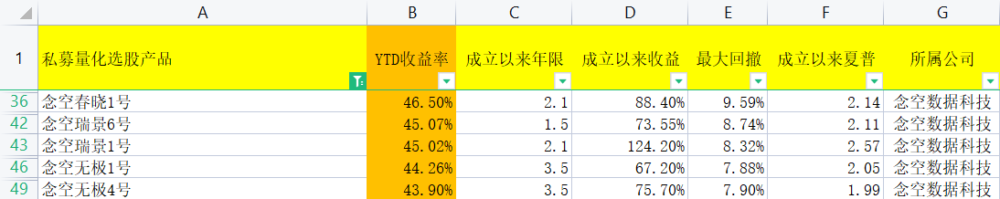 A B C D E F G
1 私募量化选股产品 YTD收益率 成立以来年限 成立以来收益 最大回撤 成立以来夏普 所属公司
36 念空春晓1号 46.50% 2.1 88.40% 9.59% 2.14 念空数据科技
42 念空瑞景6号 45.07% 1.5 73.55% 8.74% 2.11 念空数据科技
43 念空瑞景1号 45.02% 2.1 124.20% 8.32% 2.57 念空数据科技
46 念空无极1号 44.26% 3.5 67.20% 7.88% 2.05 念空数据科技
49 念空无极4号 43.90% 3.5 75.70% 7.90% 1.99 念空数据科技